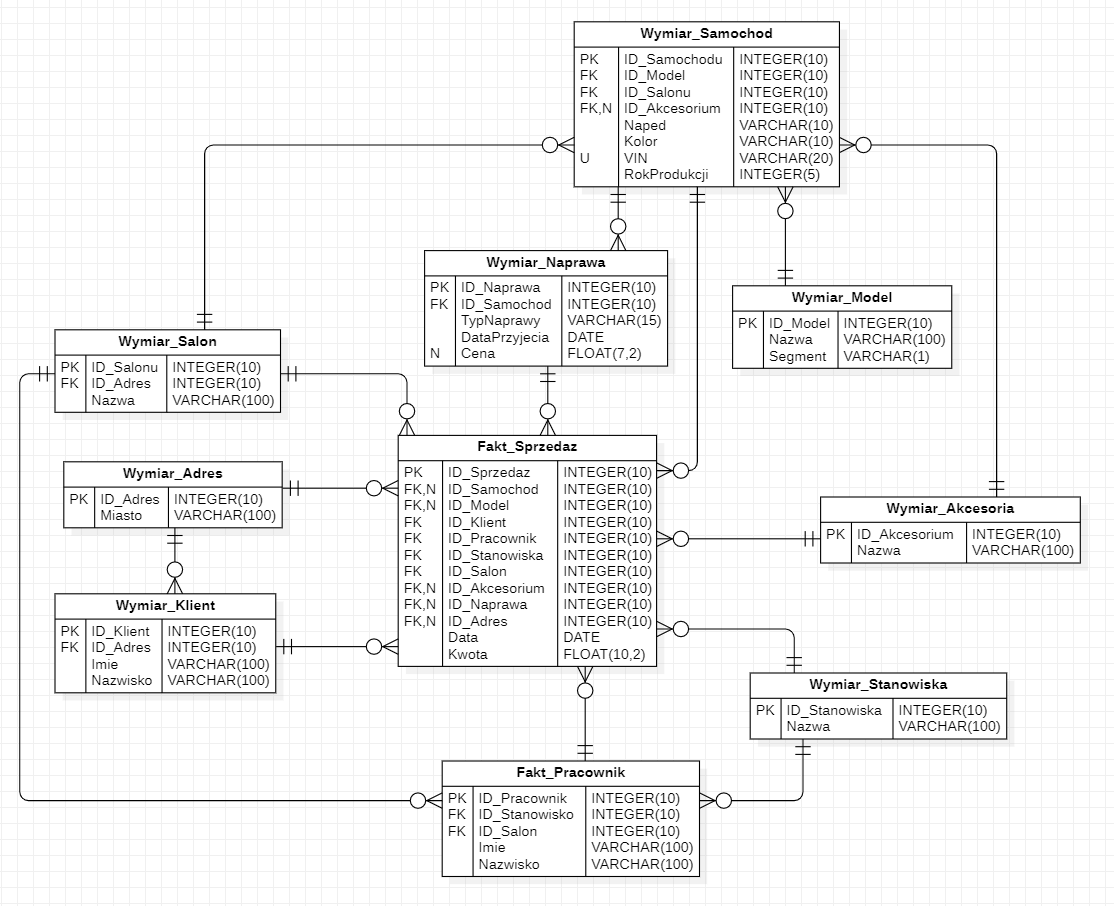 Wymiar_Samochod
PK ID_Samochodu INTEGER(10)
FK ID_Model INTEGER(10)
FK ID_Salonu INTEGER(10)
FK,N ID_Akcesorium INTEGER(10)
Naped VARCHAR(10)
Kolor VARCHAR(10)
U VIN VARCHAR(20)
RokProdukcji INTEGER(5)
Wymiar_Naprawa
PK ID_Naprawa INTEGER(10)
FK ID_Samochod INTEGER(10)
TypNaprawy VARCHAR(15)
DataPrzyjecia DATE
N Cena FLOAT(7,2)
Wymiar_Model
PK ID_Model INTEGER(10)
Nazwa VARCHAR(100)
Segment VARCHAR(1)
Wymiar_Salon
PK ID_Salonu INTEGER(10)
FK ID_Adres INTEGER(10)
Nazwa VARCHAR(100)
Fakt_Sprzedaz
PK ID_Sprzedaz INTEGER(10)
FK,N ID_Samochod INTEGER(10)
FK,N ID_Model INTEGER(10)
FK ID_Klient INTEGER(10)
FK ID_Pracownik INTEGER(10)
FK ID_Stanowiska INTEGER(10)
FK ID_Salon INTEGER(10)
FK,N ID_Akcesorium INTEGER(10)
FK,N ID_Naprawa INTEGER(10)
FK,N ID_Adres INTEGER(10)
Data DATE
Kwota FLOAT(10,2)
Wymiar_Adres
PK ID_Adres INTEGER(10)
Miasto VARCHAR(100)
Wymiar_Akcesoria
PK ID_Akcesorium INTEGER(10)
Nazwa VARCHAR(100)
Wymiar_Klient
PK ID_Klient INTEGER(10)
FK ID_Adres INTEGER(10)
Imie VARCHAR(100)
Nazwisko VARCHAR(100)
Wymiar_Stanowiska
PK ID_Stanowiska INTEGER(10)
Nazwa VARCHAR(100)
Fakt_Pracownik
PK ID_Pracownik INTEGER(10)
FK ID_Stanowisko INTEGER(10)
FK ID_Salon INTEGER(10)
Imie VARCHAR(100)
Nazwisko VARCHAR(100)